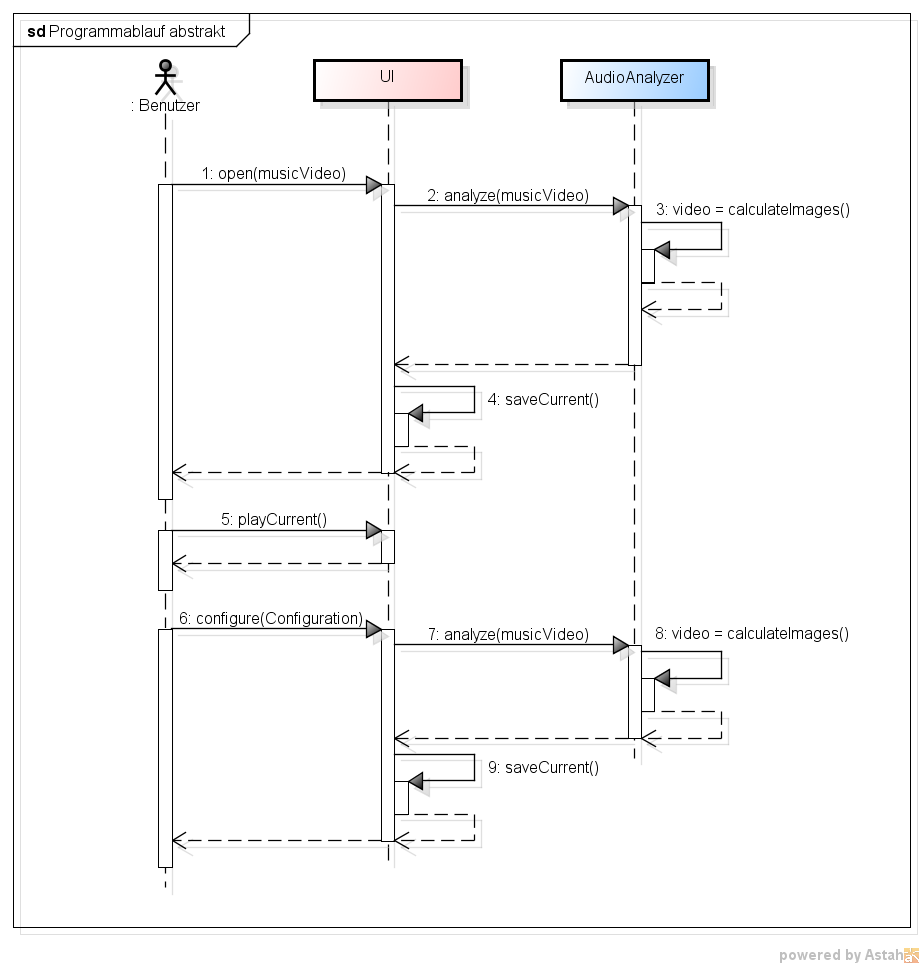 sd Programmablauf abstrakt
UI
AudioAnalyzer
: Benutzer
1: open(musicVideo)
2: analyze(musicVideo)
3: video = calculateImages()
4: saveCurrent()
5: playCurrent()
6: configure(Configuration)
7: analyze(musicVideo)
8: video = calculateImages()
9: saveCurrent()
powered by Astah